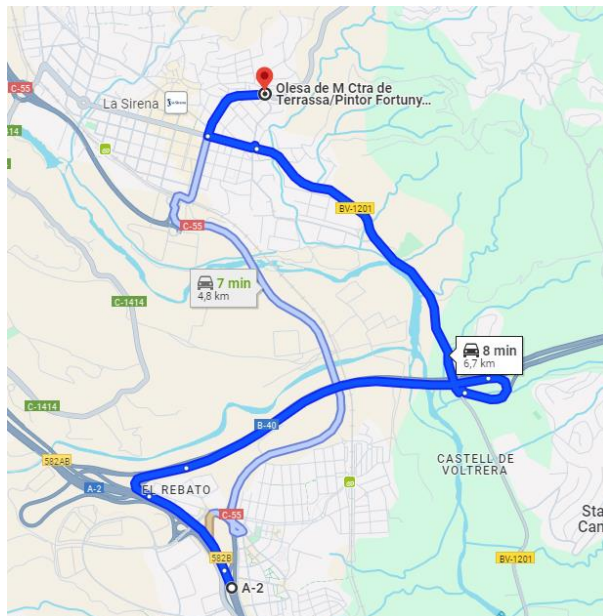 C-55
Olesa de M Ctra de
Terrassa/Pintor Fortuny...
La Sirena
C-55
BV-1201
7 min
4,8 km
C-1414
8 min
6,7 km
C-1414
B-40
CASTELL DE
VOLTRERA
582AB
A-2
EL REBATO
C-55
Sta
Can
582B
BV-1201
A-2